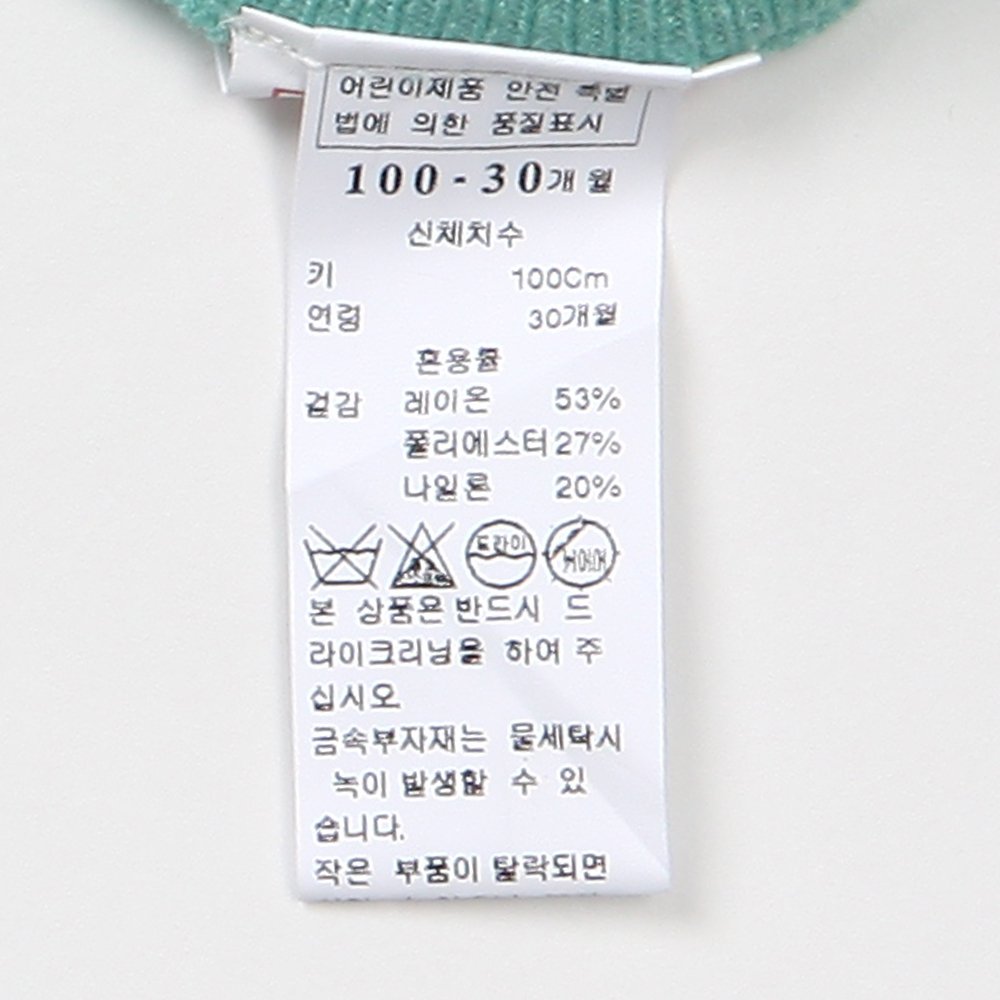 어린이제품 안전 특별
법에 의한 품질표시
100-30개월
신체치수
키 100Cm
연령 30개월
혼용률
겉감 레이온 53%
폴리에스터 27%
나일론 20%
드라이
본 상품은 반드시 드
라이크리닝을 하여 주
십시오.
금속부자재는 물세탁시
녹이 발생할 수 있
습니다.
작은 부품이 탈락되면